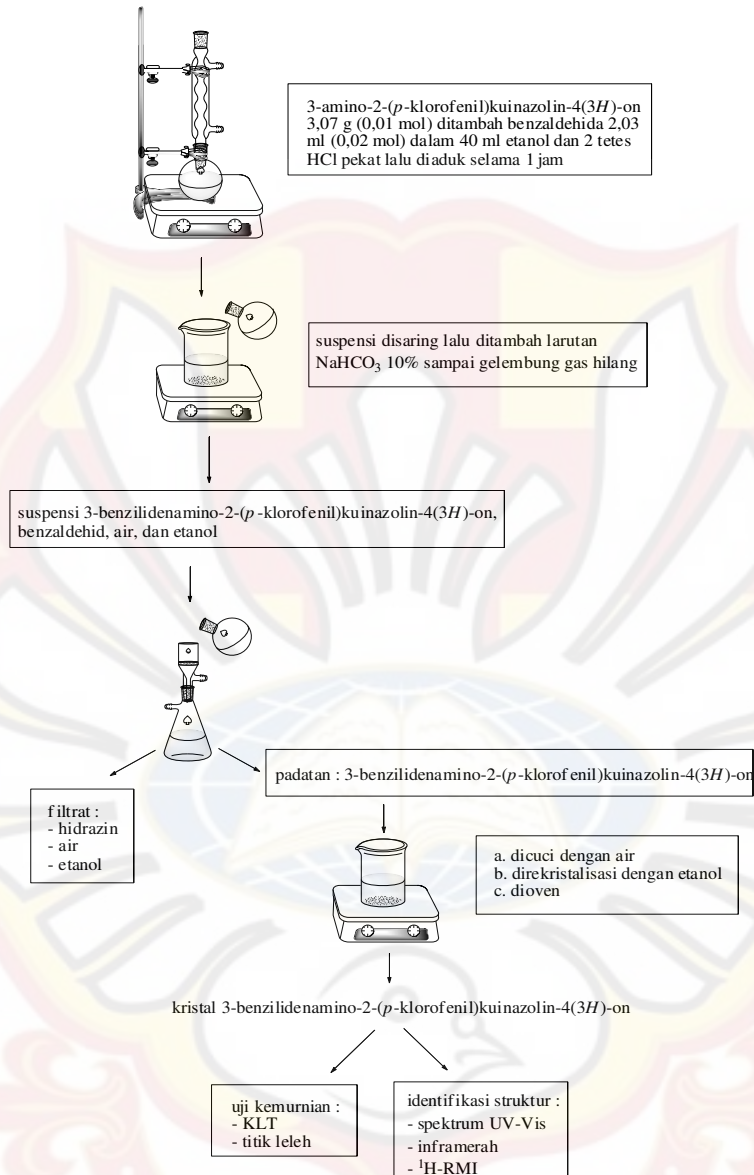 3-amino-2-(p-klorofenil)kuinazolin-4(3H)-on
3,07 g (0,01 mol) ditambah benzaldehida 2,03
ml (0,02 mol) dalam 40 ml etanol dan 2 tetes
HCl pekat lalu diaduk selama 1 jam
suspensi disaring lalu ditambah larutan
NaHCO₃ 10% sampai gelembung gas hilang
suspensi 3-benzilidenamino-2-(p-klorofenil)kuinazolin-4(3H)-on,
benzaldehid, air, dan etanol
padatan : 3-benzilidenamino-2-(p-klorofenil)kuinazolin-4(3H)-on
filtrat :
- hidrazin
- air
- etanol
a. dicuci dengan air
b. direkristalisasi dengan etanol
c. dioven
kristal 3-benzilidenamino-2-(p-klorofenil)kuinazolin-4(3H)-on
uji kemurnian :
- KLT
- titik leleh
identifikasi struktur :
- spektrum UV-Vis
- inframerah
- ¹H-RMI